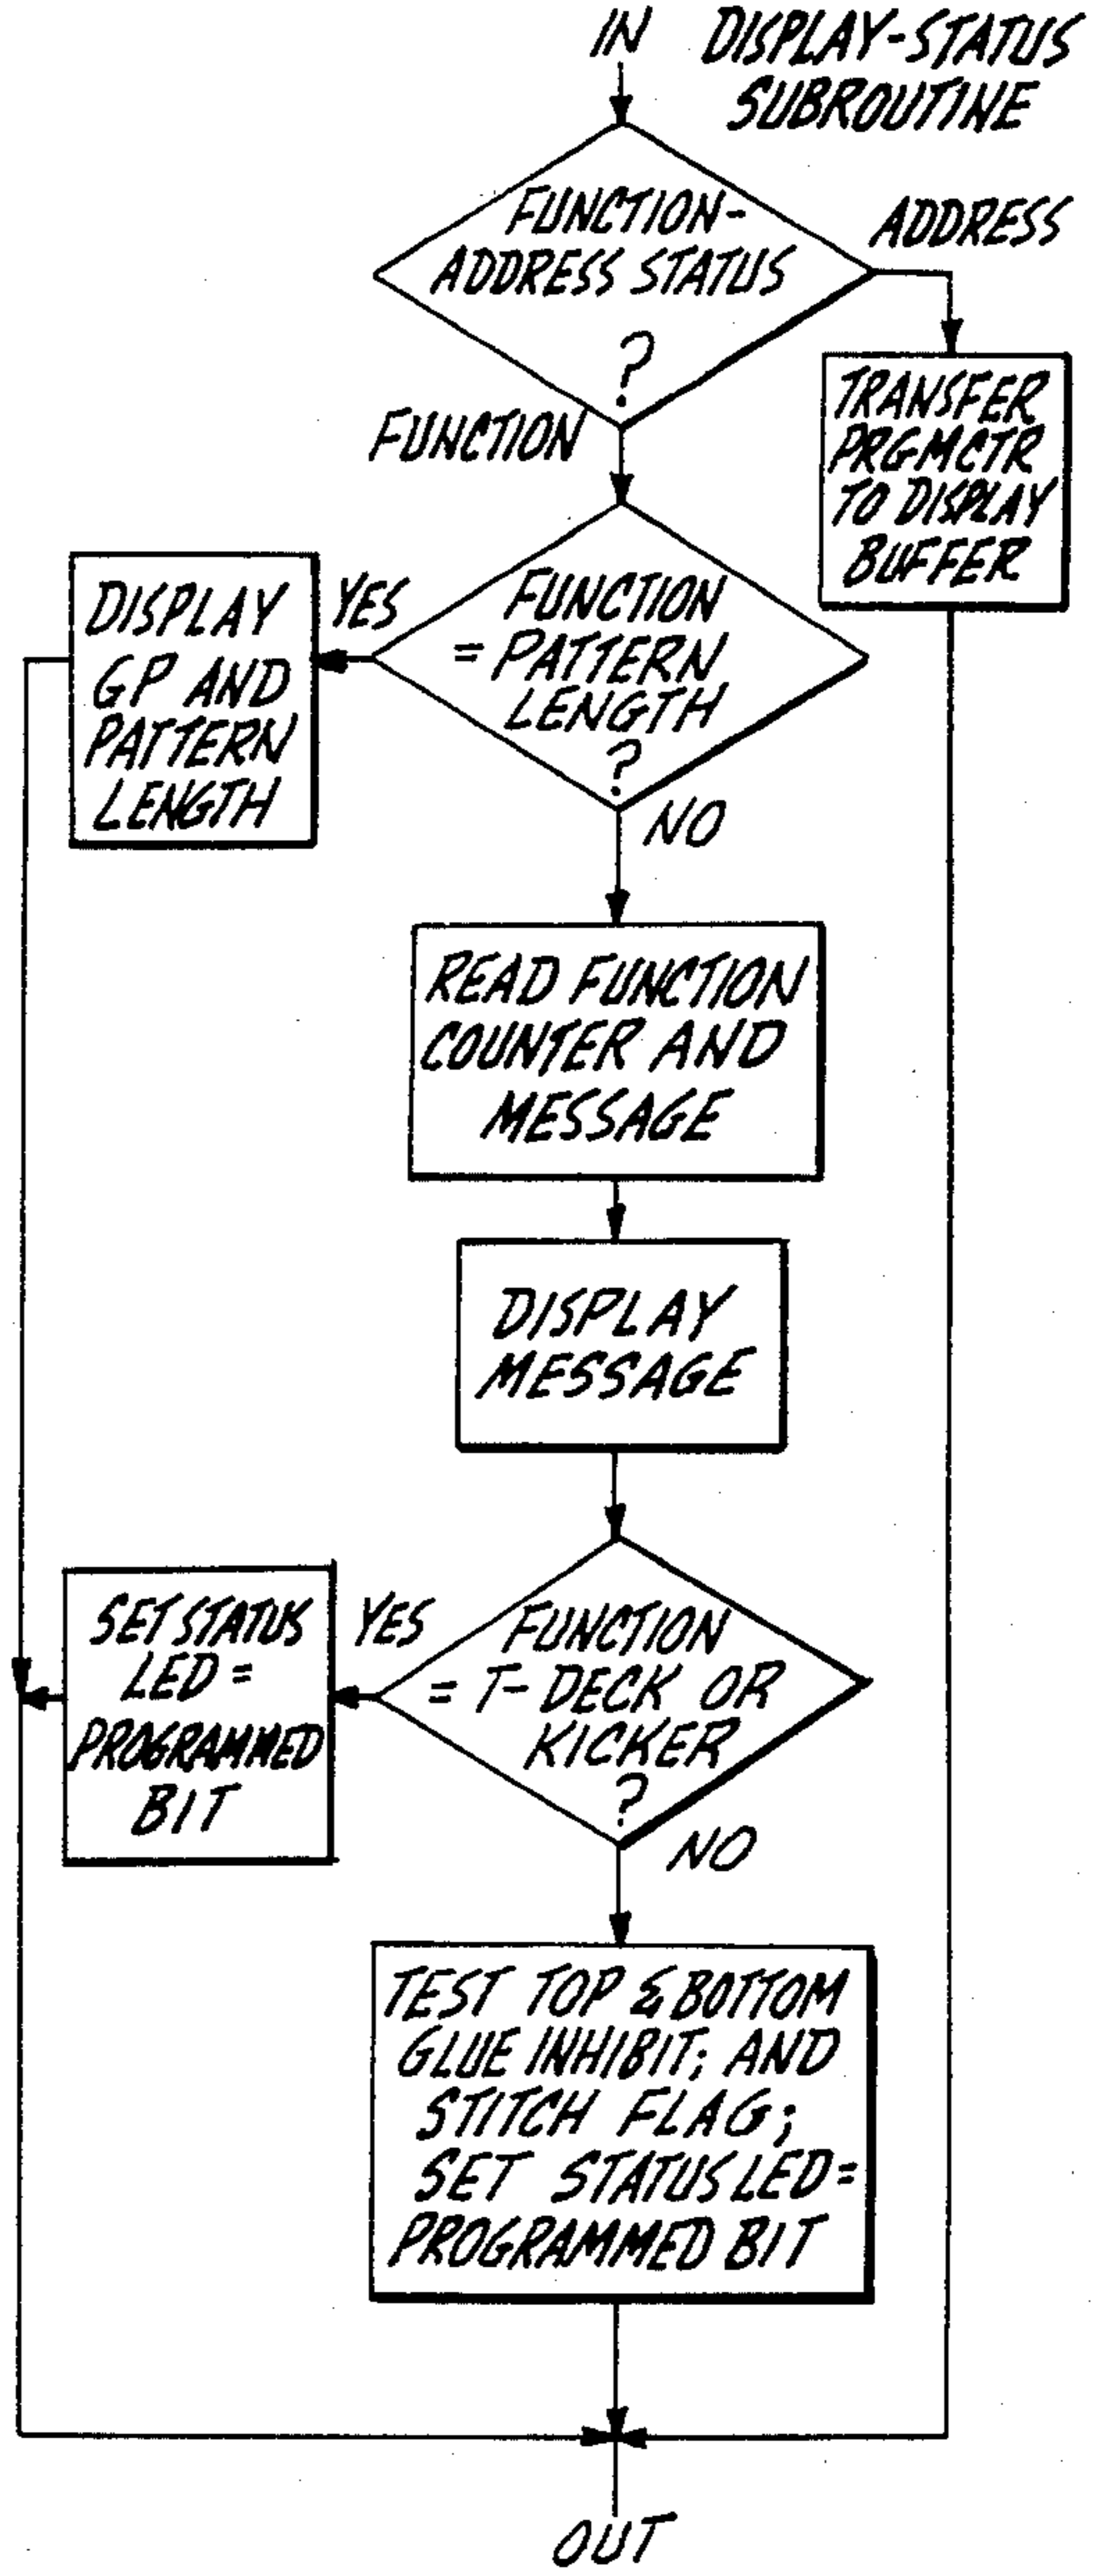 IN
DISPLAY-STATUS
SUBROUTINE
FUNCTION-
ADDRESS STATUS
?
ADDRESS
TRANSFER
PRGMCTR
TO DISPLAY
BUFFER
FUNCTION
FUNCTION
= PATTERN
LENGTH
?
YES
DISPLAY
GP AND
PATTERN
LENGTH
NO
READ FUNCTION
COUNTER AND
MESSAGE
DISPLAY
MESSAGE
FUNCTION
= T-DECK OR
KICKER
?
YES
SET STATUS
LED =
PROGRAMMED
BIT
NO
TEST TOP & BOTTOM
GLUE INHIBIT; AND
STITCH FLAG;
SET STATUS LED =
PROGRAMMED BIT
OUT